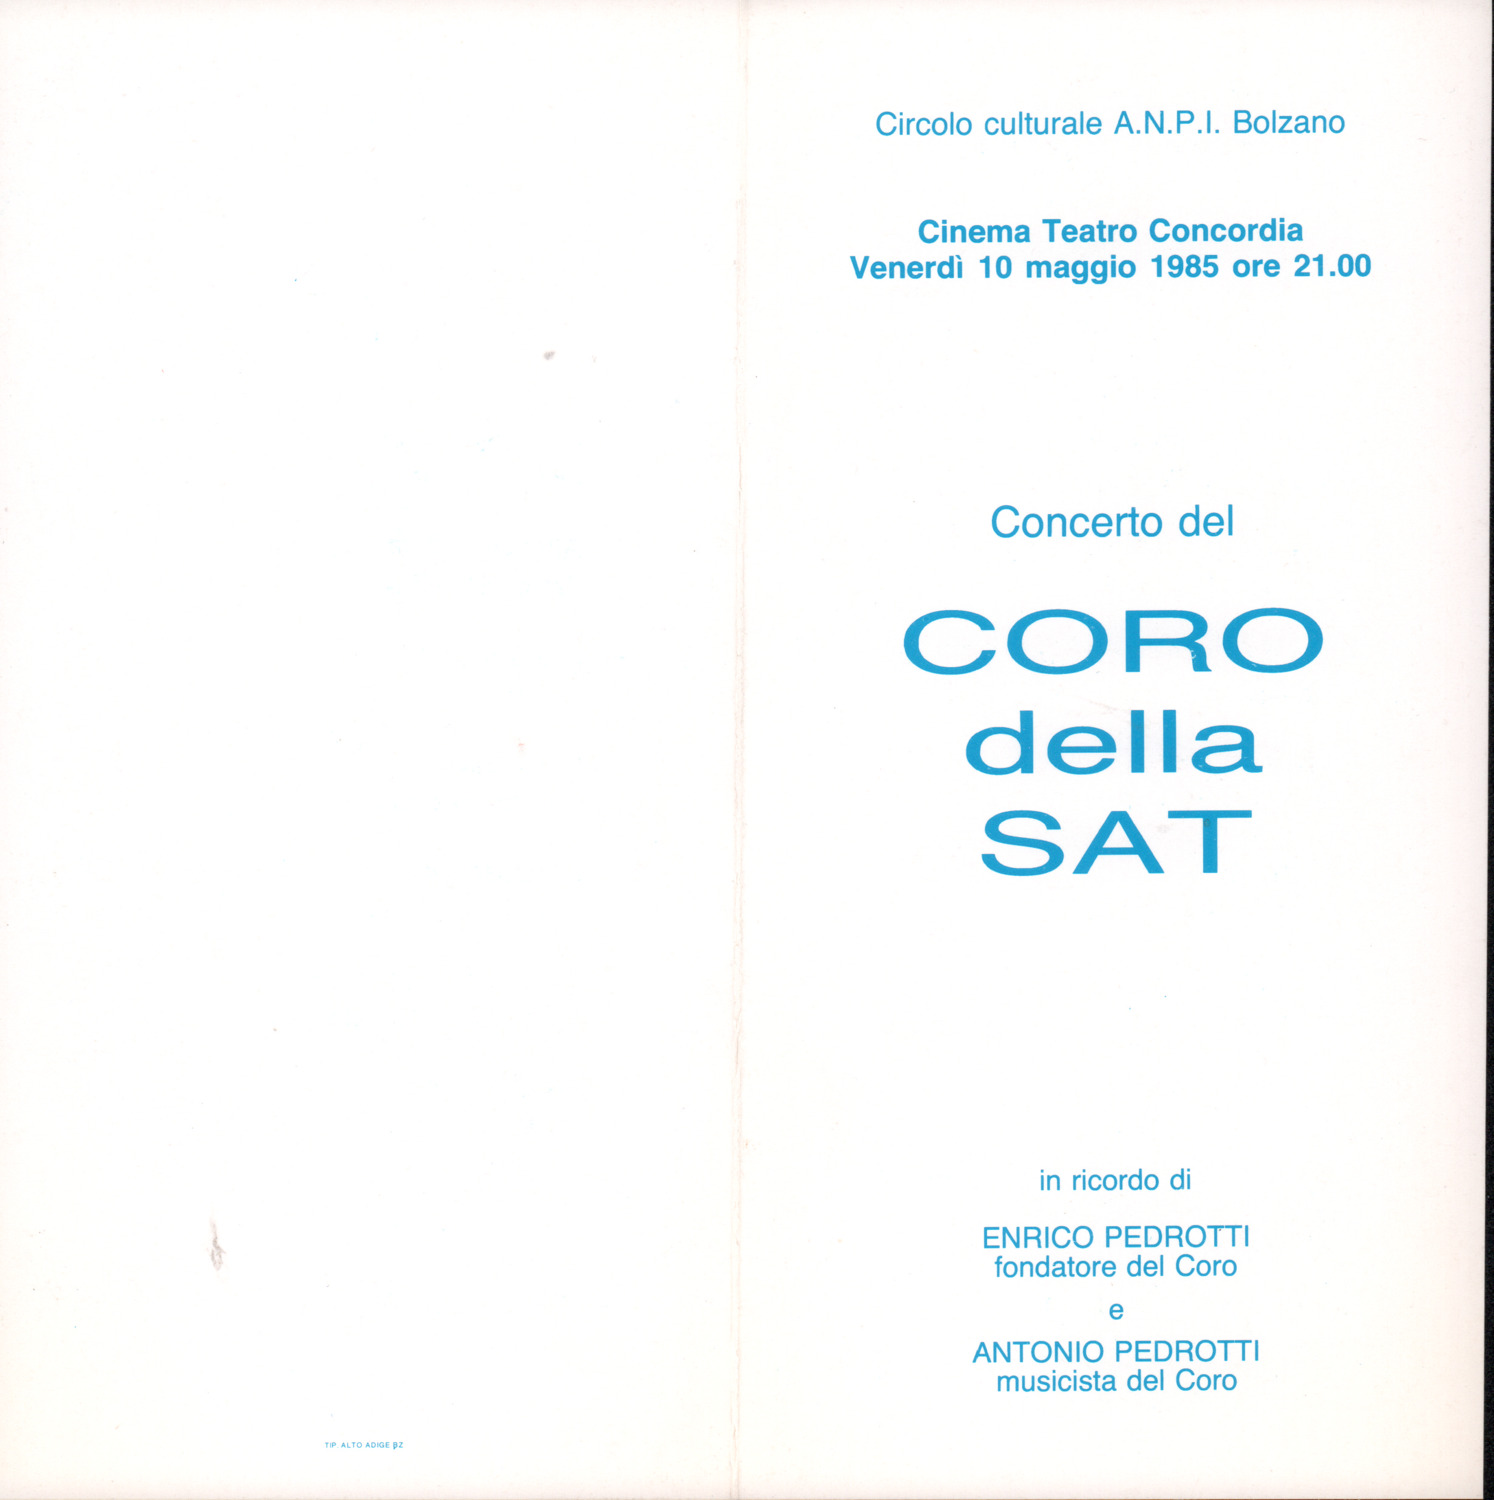 Circolo culturale A.N.P.I. Bolzano
Cinema Teatro Concordia
Venerdì 10 maggio 1985 ore 21.00
Concerto del
CORO
della
SAT
in ricordo di
ENRICO PEDROTTI
fondatore del Coro
e
ANTONIO PEDROTTI
musicista del Coro
TIP. ALTO ADIGE BZ